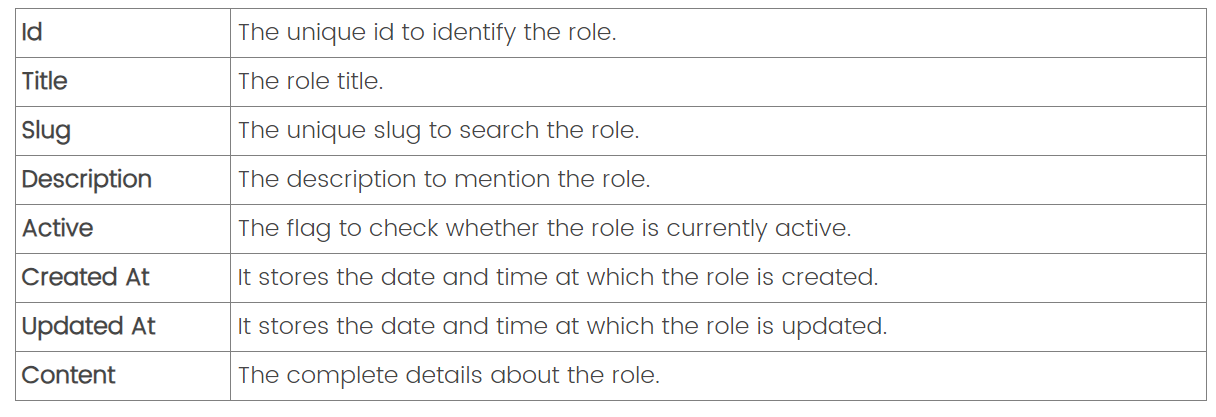 Id The unique id to identify the role.
Title The role title.
Slug The unique slug to search the role.
Description The description to mention the role.
Active The flag to check whether the role is currently active.
Created At It stores the date and time at which the role is created.
Updated At It stores the date and time at which the role is updated.
Content The complete details about the role.